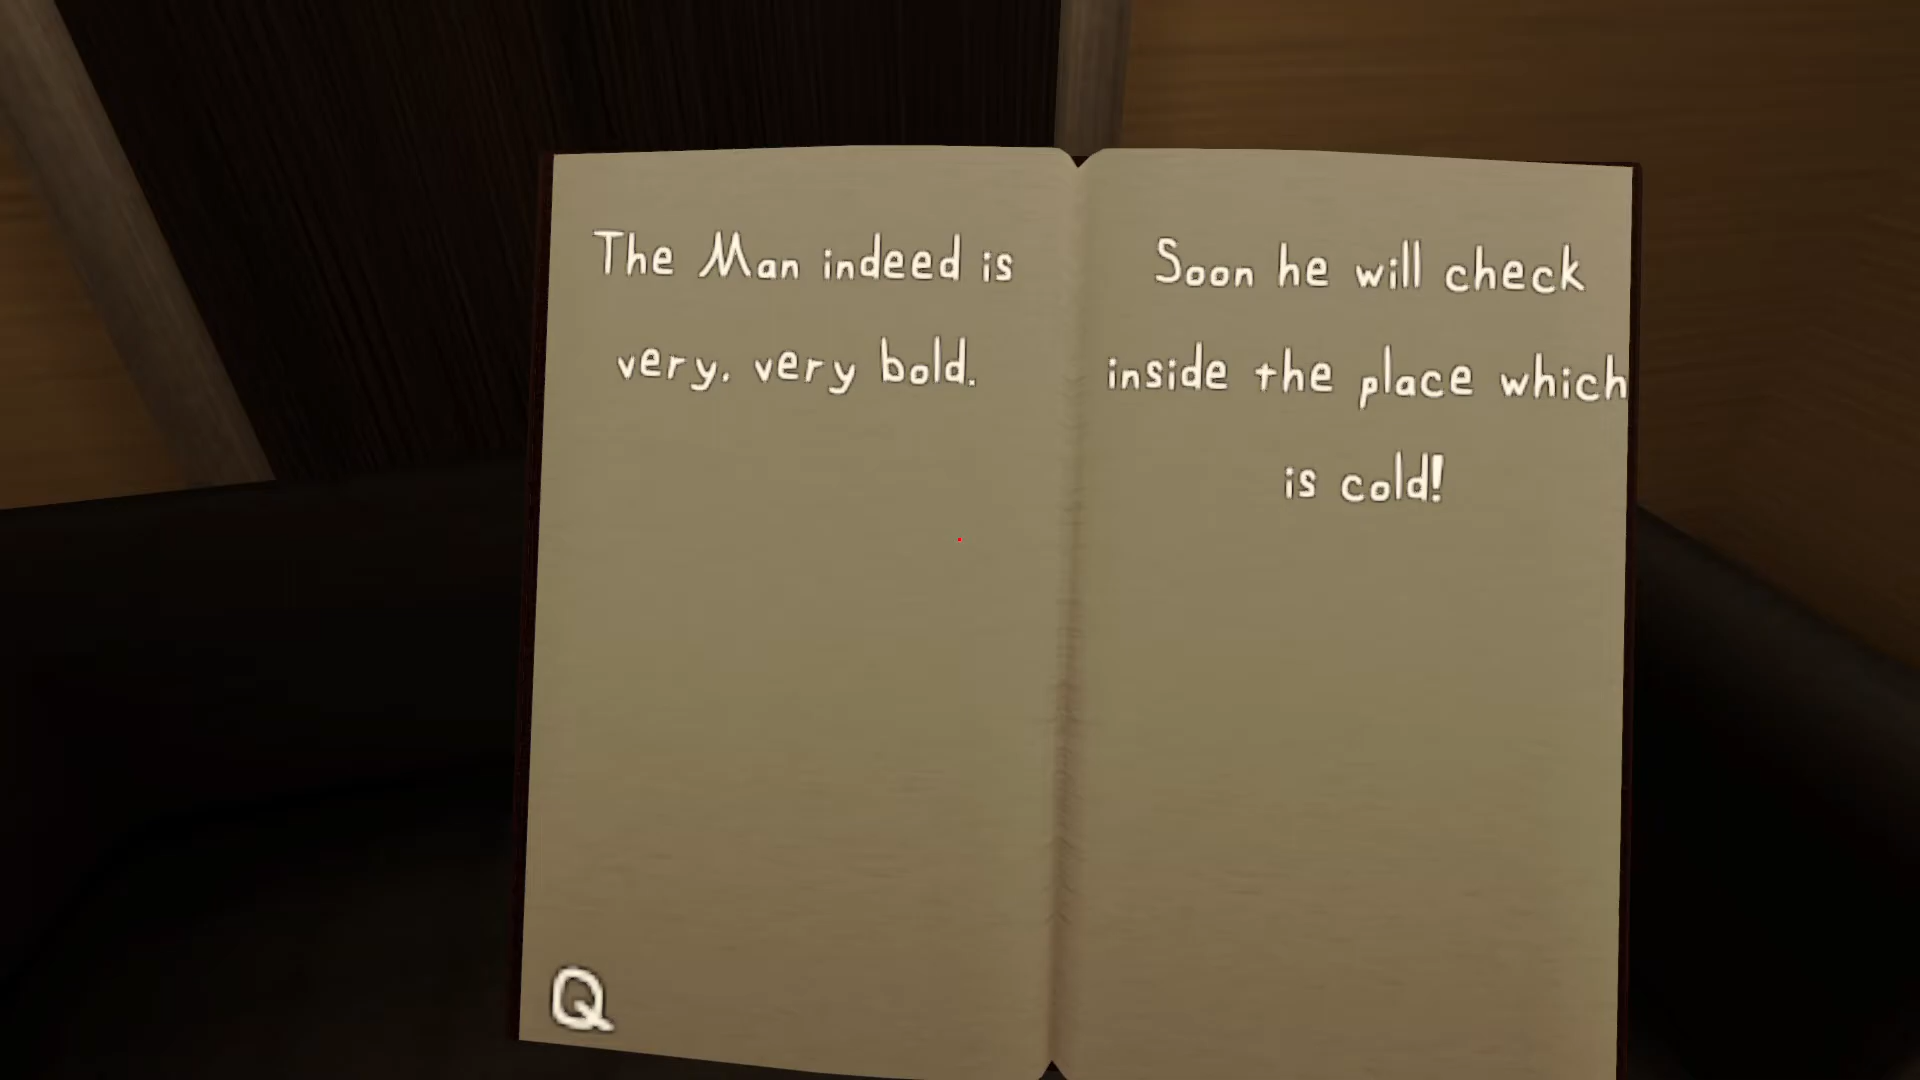 The Man indeed is
very, very bold.
Soon he will check
inside the place which
is cold!
Q